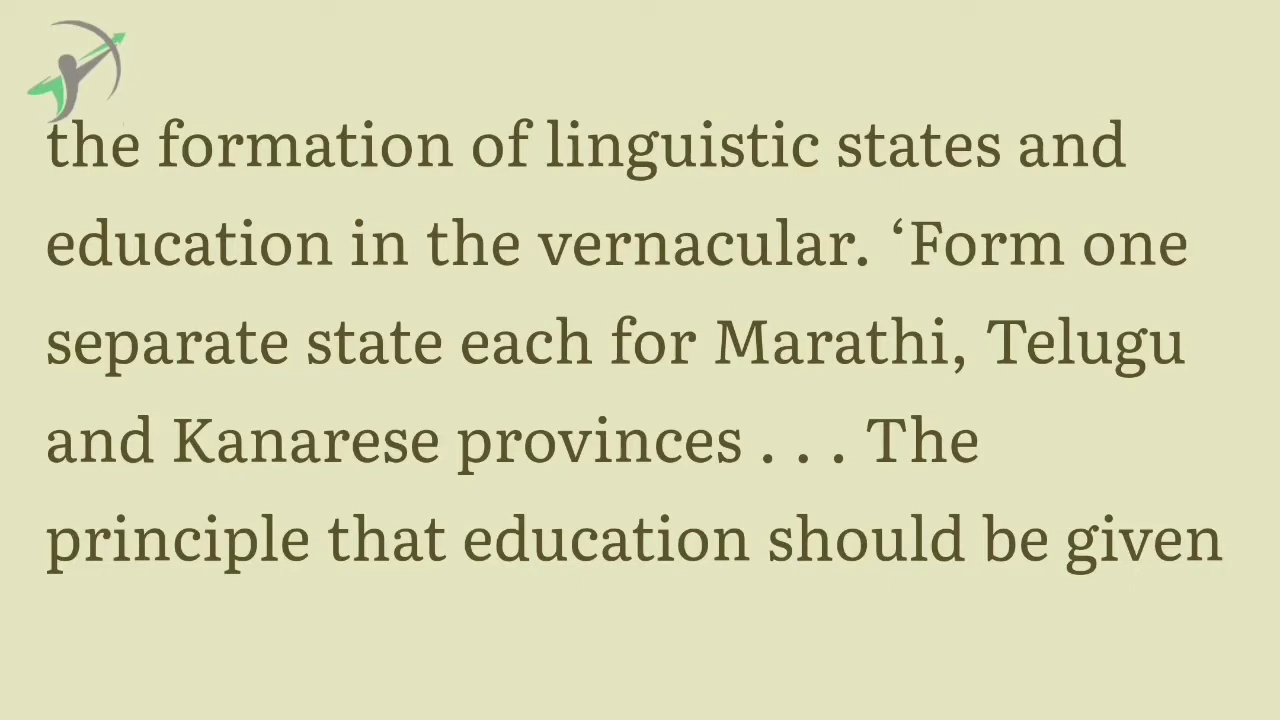 the formation of linguistic states and
education in the vernacular. ‘Form one
separate state each for Marathi, Telugu
and Kanarese provinces . . . The
principle that education should be given